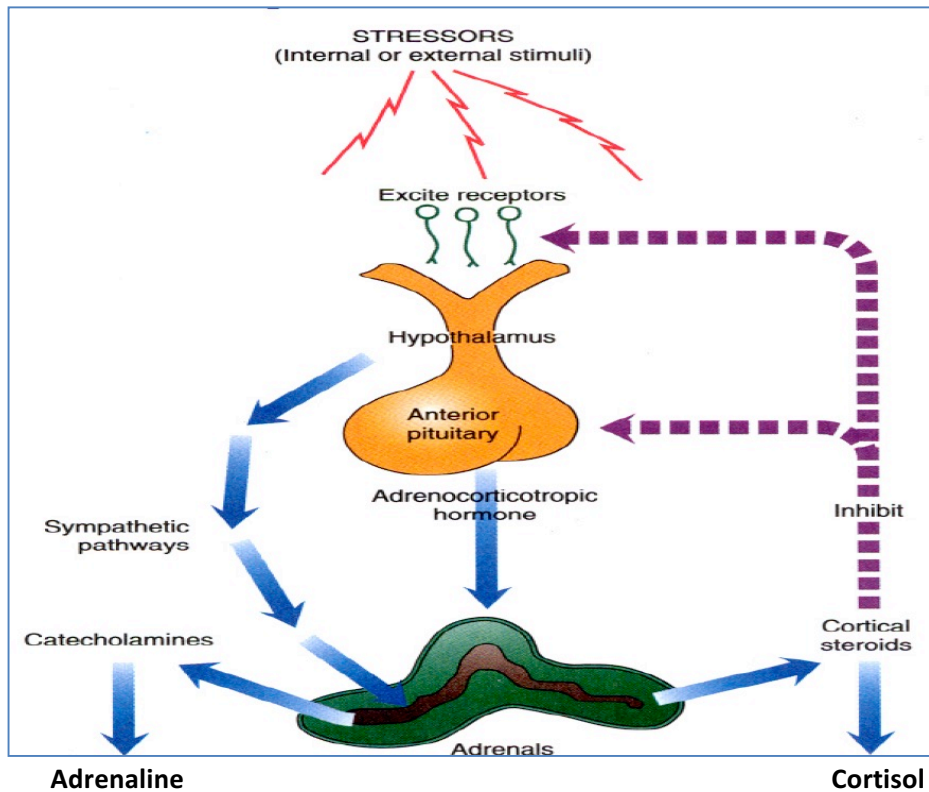 STRESSORS
(Internal or external stimuli)
Excite receptors
Hypothalamus
Anterior
pituitary
Adrenocorticotropic
hormone
Sympathetic
pathways
Inhibit
Catecholamines
Cortical
steroids
Adrenals
Adrenaline
Cortisol